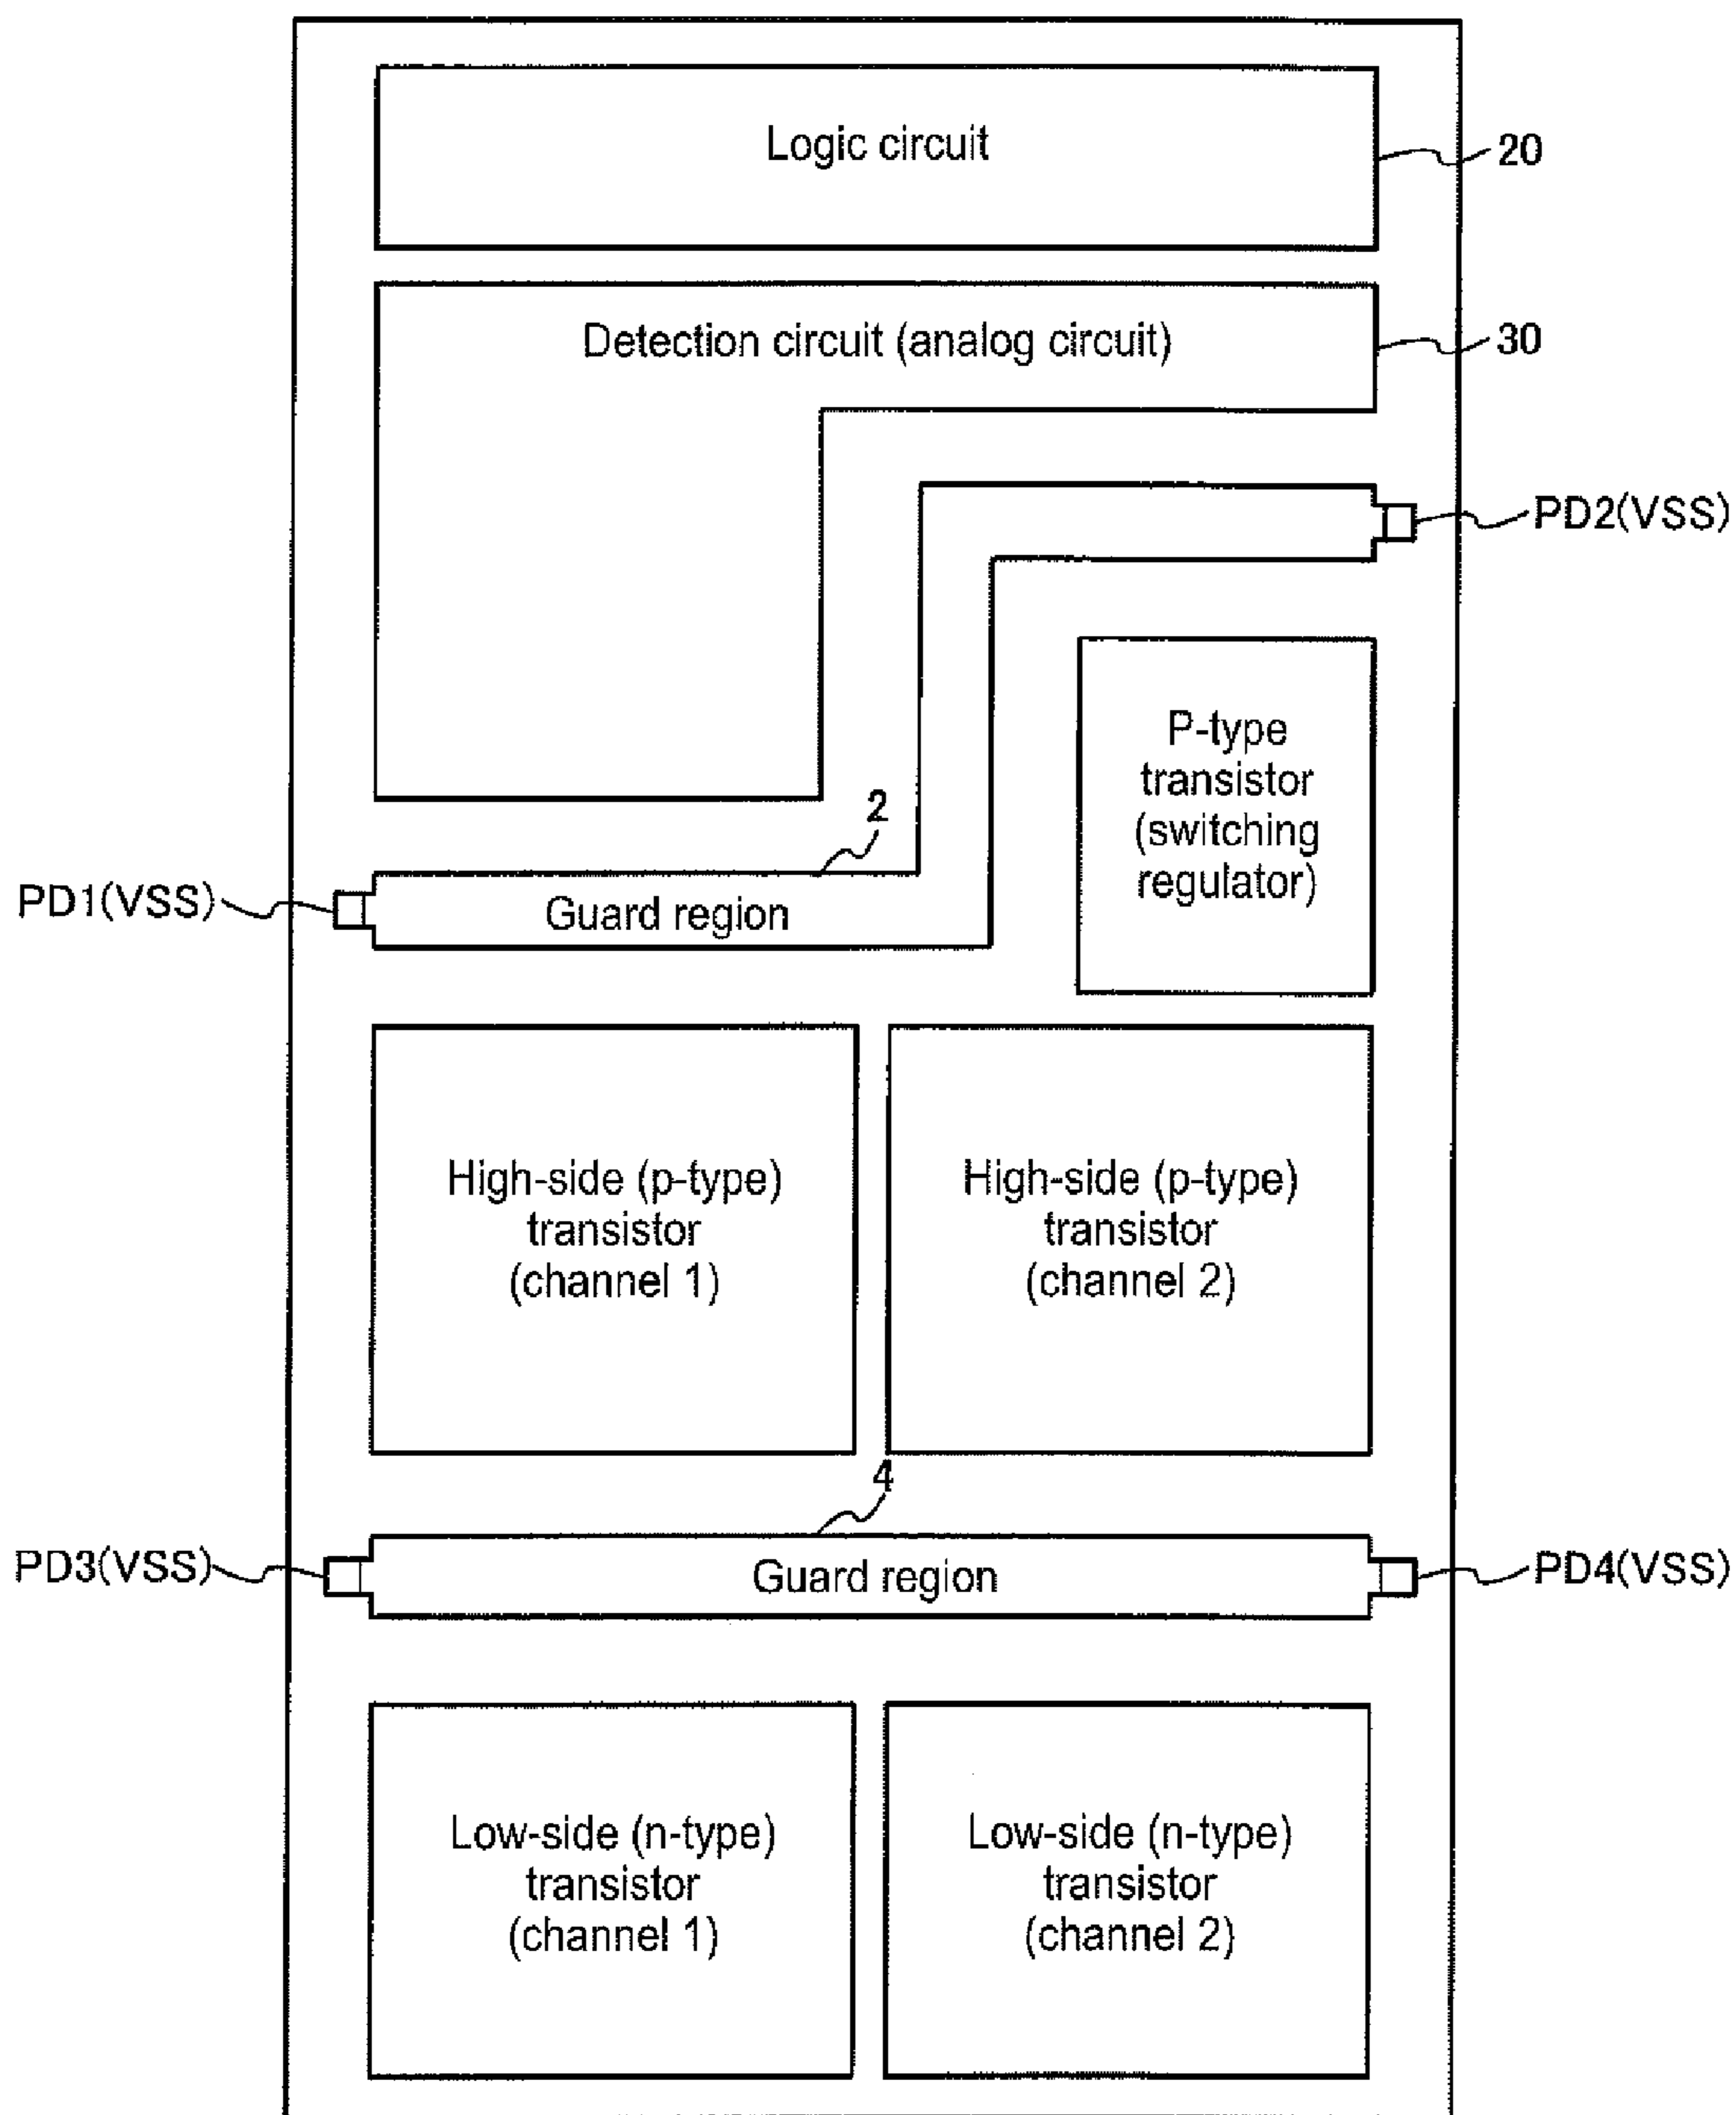 Logic circuit
20
Detection circuit (analog circuit)
30
PD2(VSS)
P-type
transistor
(switching
regulator)
2
PD1(VSS)
Guard region
High-side (p-type)
transistor
(channel 1)
High-side (p-type)
transistor
(channel 2)
4
PD3(VSS)
Guard region
PD4(VSS)
Low-side (n-type)
transistor
(channel 1)
Low-side (n-type)
transistor
(channel 2)